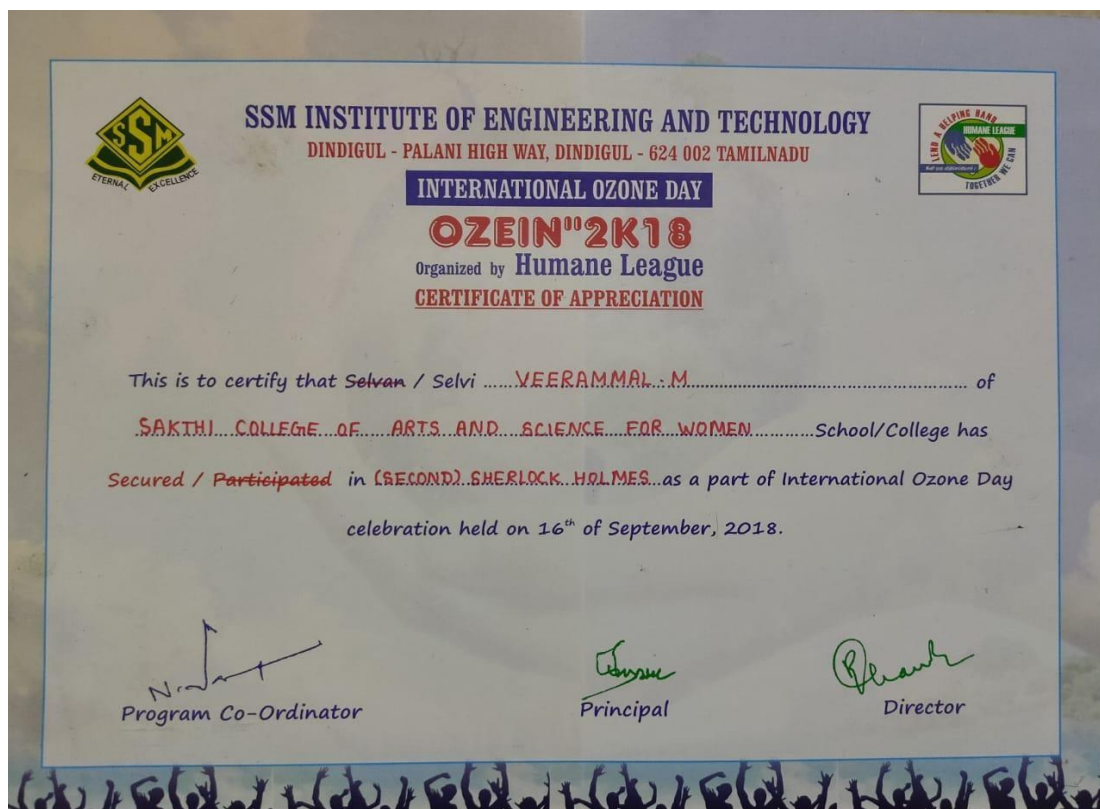 SSM
ETERNAL EXCELLENCE
SSM INSTITUTE OF ENGINEERING AND TECHNOLOGY
DINDIGUL - PALANI HIGH WAY, DINDIGUL - 624 002 TAMILNADU
LEND A HELPING HAND
HUMANE LEAGUE
TOGETHER WE CAN
INTERNATIONAL OZONE DAY
OZEIN"2K18
Organized by Humane League
CERTIFICATE OF APPRECIATION
This is to certify that Selvan / Selvi ......VEERAMMAL . M...................................................... of
.SAKTHI...COLLEGE...OF....ARTS..AND...SCIENCE...FOR..WOMEN............School/College has
Secured / Participated in (SECOND).SHERLOCK..HOLMES...as a part of International Ozone Day
celebration held on 16th of September, 2018.
Program Co-Ordinator
Principal
Director